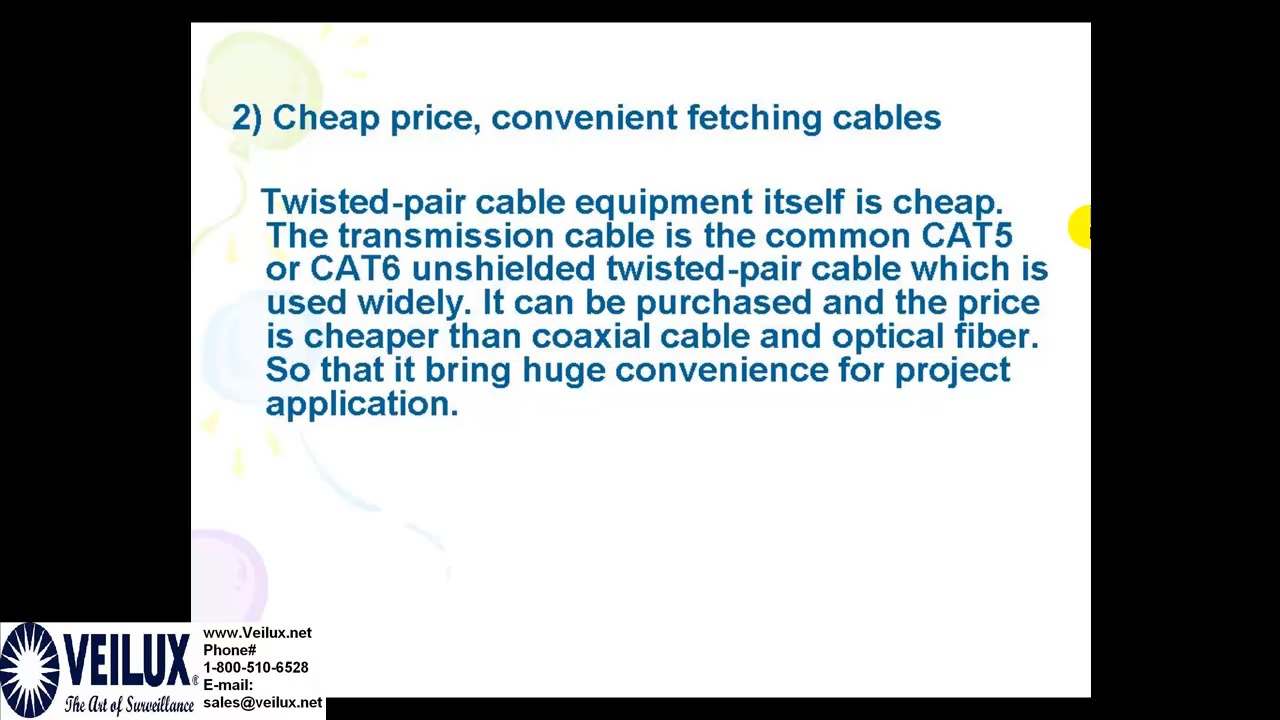 2) Cheap price, convenient fetching cables
Twisted-pair cable equipment itself is cheap.
The transmission cable is the common CAT5
or CAT6 unshielded twisted-pair cable which is
used widely. It can be purchased and the price
is cheaper than coaxial cable and optical fiber.
So that it bring huge convenience for project
application.
VEILUX®
The Art of Surveillance
www.Veilux.net
Phone#
1-800-510-6528
E-mail:
sales@veilux.net